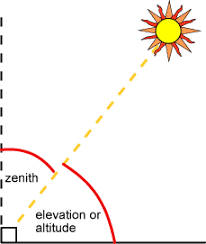 zenith
elevation or
altitude